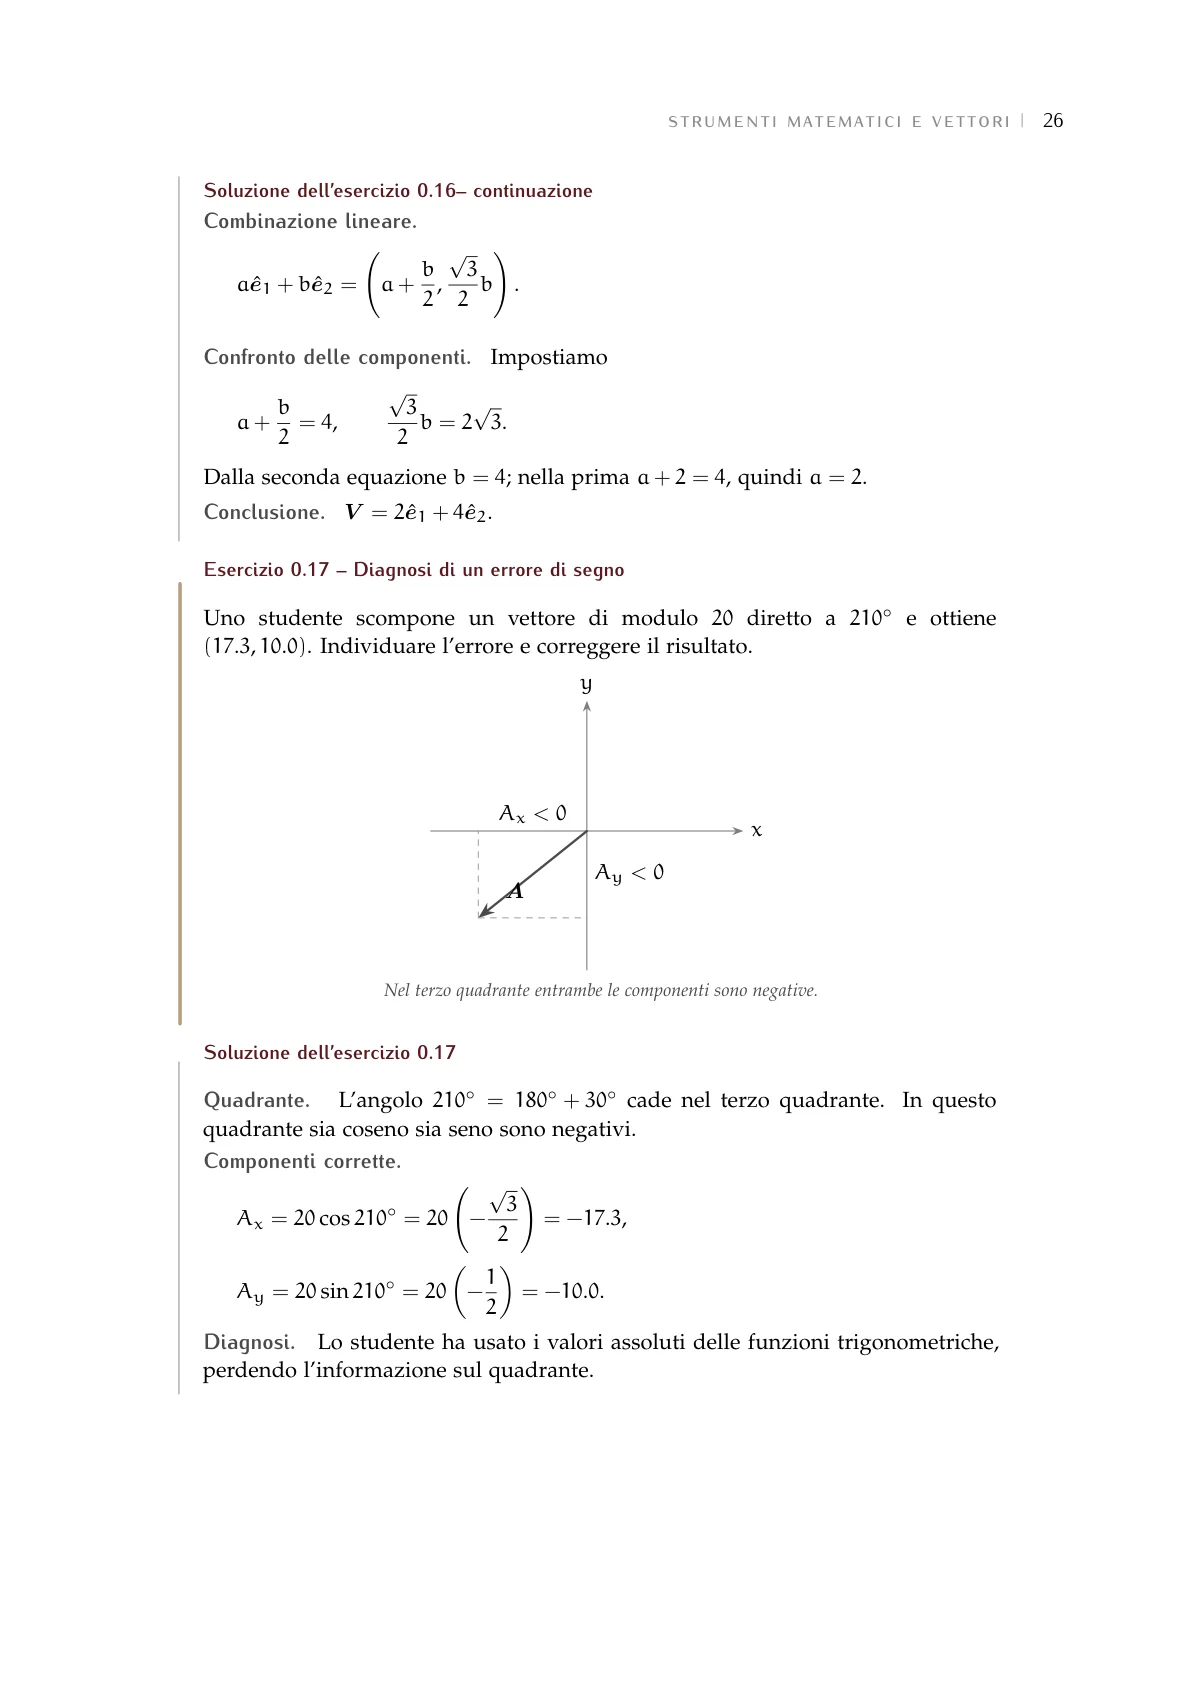 STRUMENTI MATEMATICI E VETTORI | 26
Soluzione dell'esercizio 0.16– continuazione
Combinazione lineare.
aê₁ + bê₂ = (a + b/2, √3/2 b).
Confronto delle componenti. Impostiamo
a + b/2 = 4, √3/2 b = 2√3.
Dalla seconda equazione b = 4; nella prima a + 2 = 4, quindi a = 2.
Conclusione. V = 2ê₁ + 4ê₂.
Esercizio 0.17 – Diagnosi di un errore di segno
Uno studente scompone un vettore di modulo 20 diretto a 210° e ottiene
(17.3, 10.0). Individuare l'errore e correggere il risultato.
y
Aₓ < 0
x
A_y < 0
A
Nel terzo quadrante entrambe le componenti sono negative.
Soluzione dell'esercizio 0.17
Quadrante. L'angolo 210° = 180° + 30° cade nel terzo quadrante. In questo
quadrante sia coseno sia seno sono negativi.
Componenti corrette.
Aₓ = 20 cos 210° = 20 (−√3/2) = −17.3,
A_y = 20 sin 210° = 20 (−1/2) = −10.0.
Diagnosi. Lo studente ha usato i valori assoluti delle funzioni trigonometriche,
perdendo l'informazione sul quadrante.